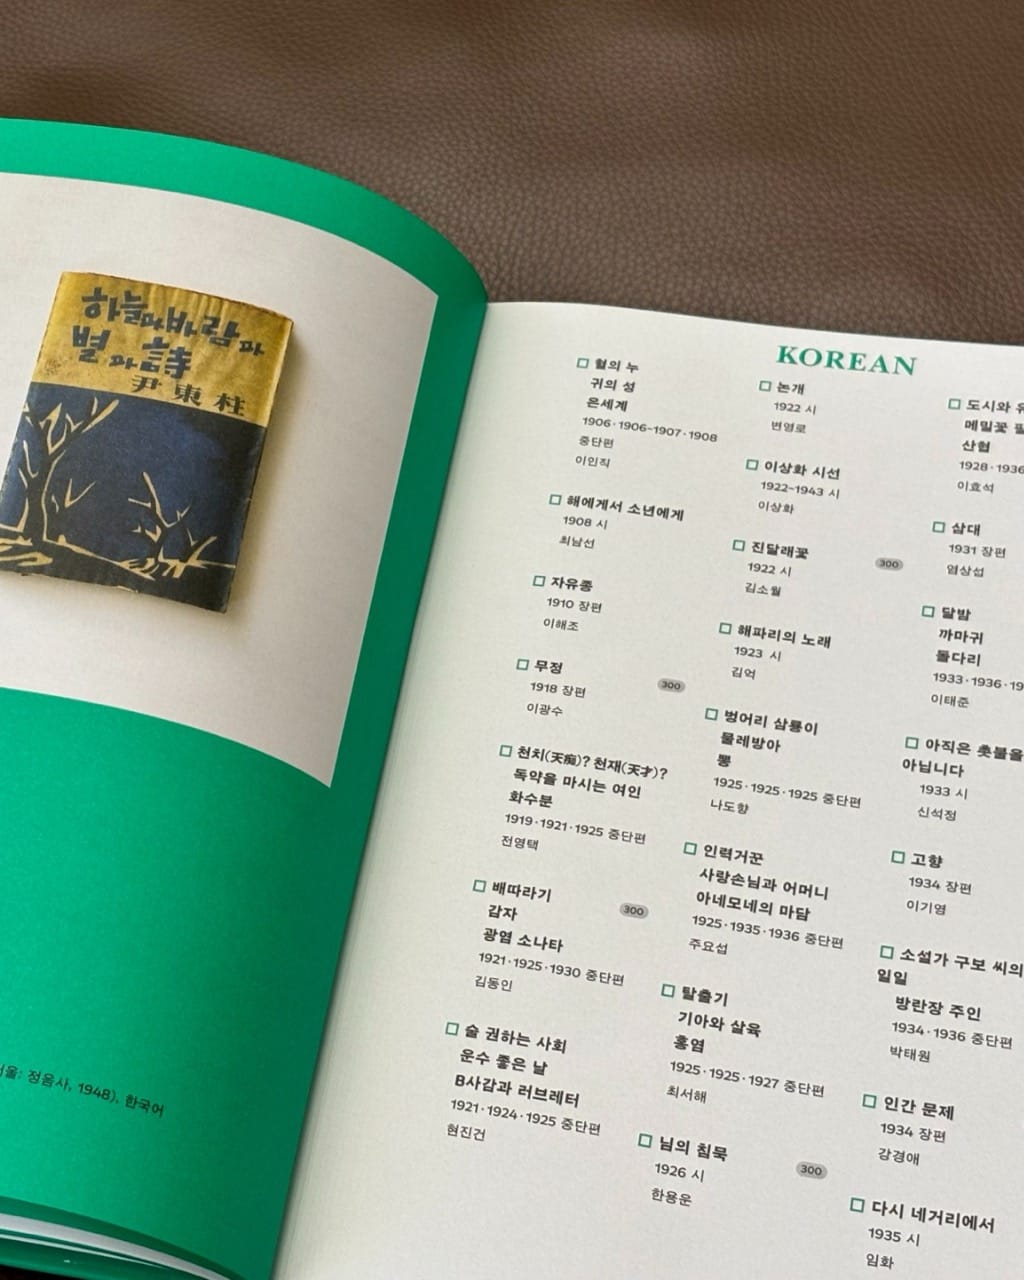 하늘과바람과
별과詩
尹東柱
울: 정음사, 1948), 한국어
KOREAN
혈의 누
귀의 성
은세계
1906·1906~1907·1908
중단편
이인직
해에게서 소년에게
1908 시
최남선
자유종
1910 장편
이해조
무정
300
1918 장편
이광수
천치(天痴)? 천재(天才)?
독약을 마시는 여인
화수분
1919·1921·1925 중단편
전영택
배따라기
300
감자
광염 소나타
1921·1925·1930 중단편
김동인
술 권하는 사회
운수 좋은 날
B사감과 러브레터
1921·1924·1925 중단편
현진건
논개
1922 시
변영로
이상화 시선
1922~1943 시
이상화
진달래꽃
300
1922 시
김소월
해파리의 노래
1923 시
김억
벙어리 삼룡이
물레방아
뽕
1925·1925·1925 중단편
나도향
인력거꾼
사랑손님과 어머니
아네모네의 마담
1925·1935·1936 중단편
주요섭
탈출기
기아와 살육
홍염
1925·1925·1927 중단편
최서해
님의 침묵
300
1926 시
한용운
도시와
메밀꽃 필
산협
1928·1936
이효석
삼대
1931 장편
염상섭
달밤
까마귀
돌다리
1933·1936·19
이태준
아직은 촛불을
아닙니다
1933 시
신석정
고향
1934 장편
이기영
소설가 구보 씨의
일일
방란장 주인
1934·1936 중단편
박태원
인간 문제
1934 장편
강경애
다시 네거리에서
1935 시
임화